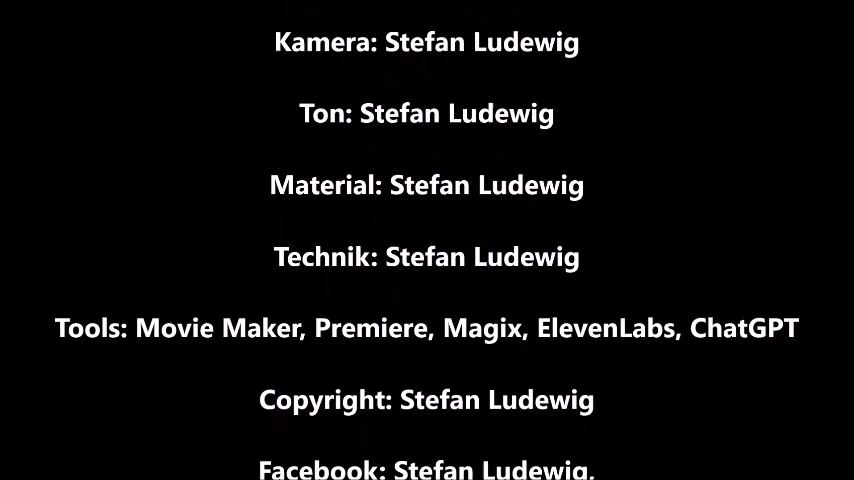 Kamera: Stefan Ludewig
Ton: Stefan Ludewig
Material: Stefan Ludewig
Technik: Stefan Ludewig
Tools: Movie Maker, Premiere, Magix, ElevenLabs, ChatGPT
Copyright: Stefan Ludewig
Facebook: Stefan Ludewig,